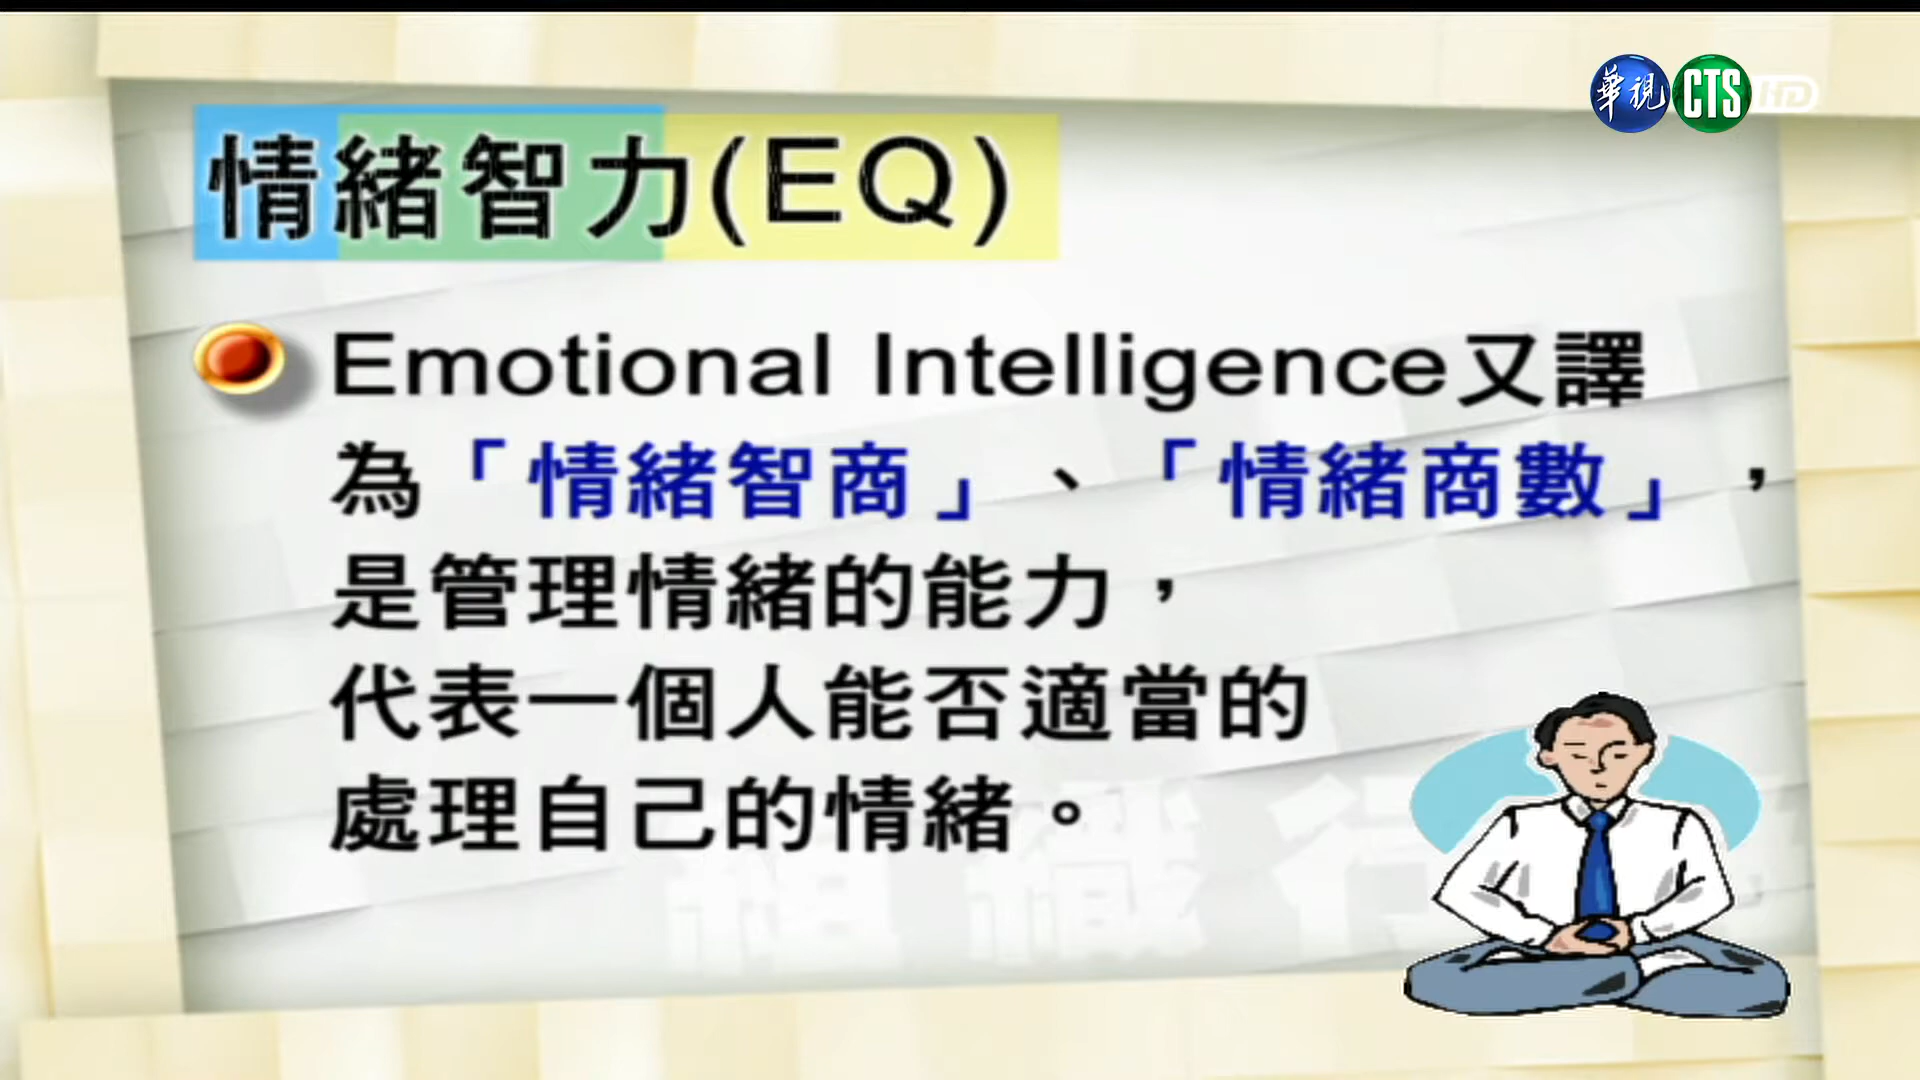 華視 CTS HD
情緒智力(EQ)
Emotional Intelligence又譯
為「情緒智商」、「情緒商數」，
是管理情緒的能力，
代表一個人能否適當的
處理自己的情緒。
組織行